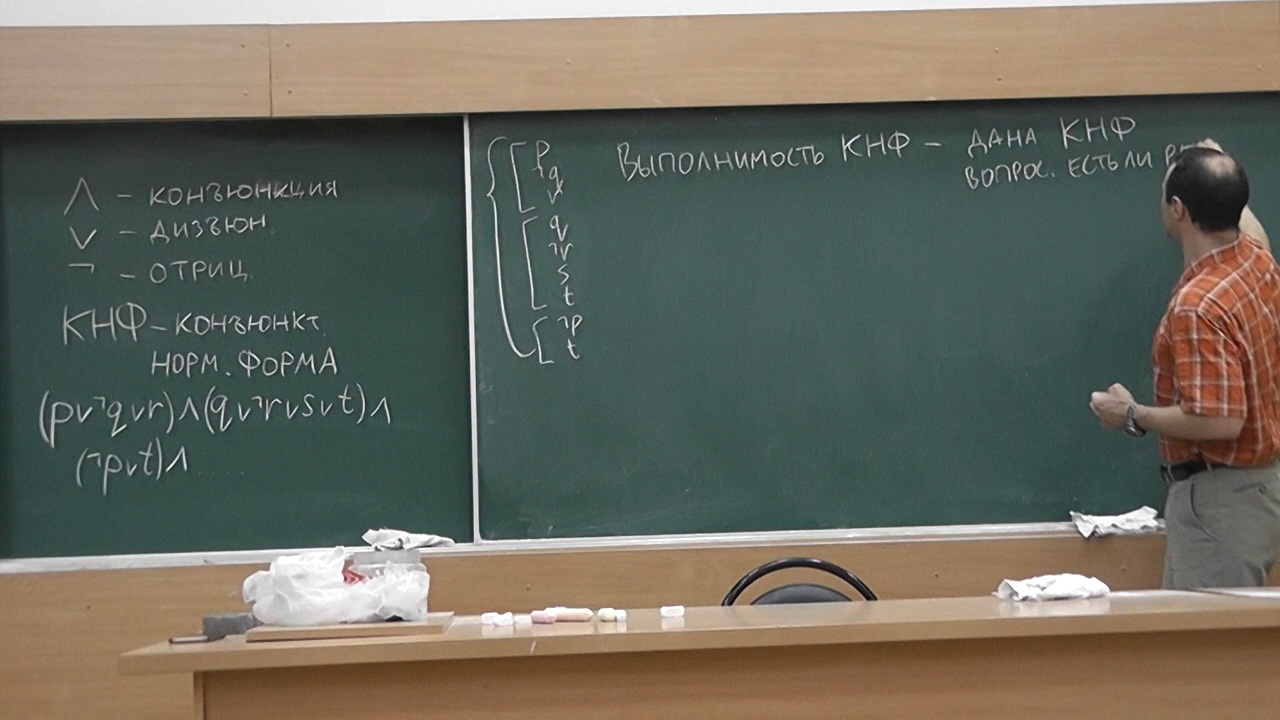 ∧ – конъюнкция
∨ – дизъюн.
¬ – отриц.
КНФ – конъюнкт.
норм. форма
(p∨¬q∨r)∧(q∨¬r∨s∨t)∧
(¬p∨t)∧.....
p
¬q
r
q
¬r
s
t
¬p
t
Выполнимость КНФ – дана КНФ
вопрос. есть ли